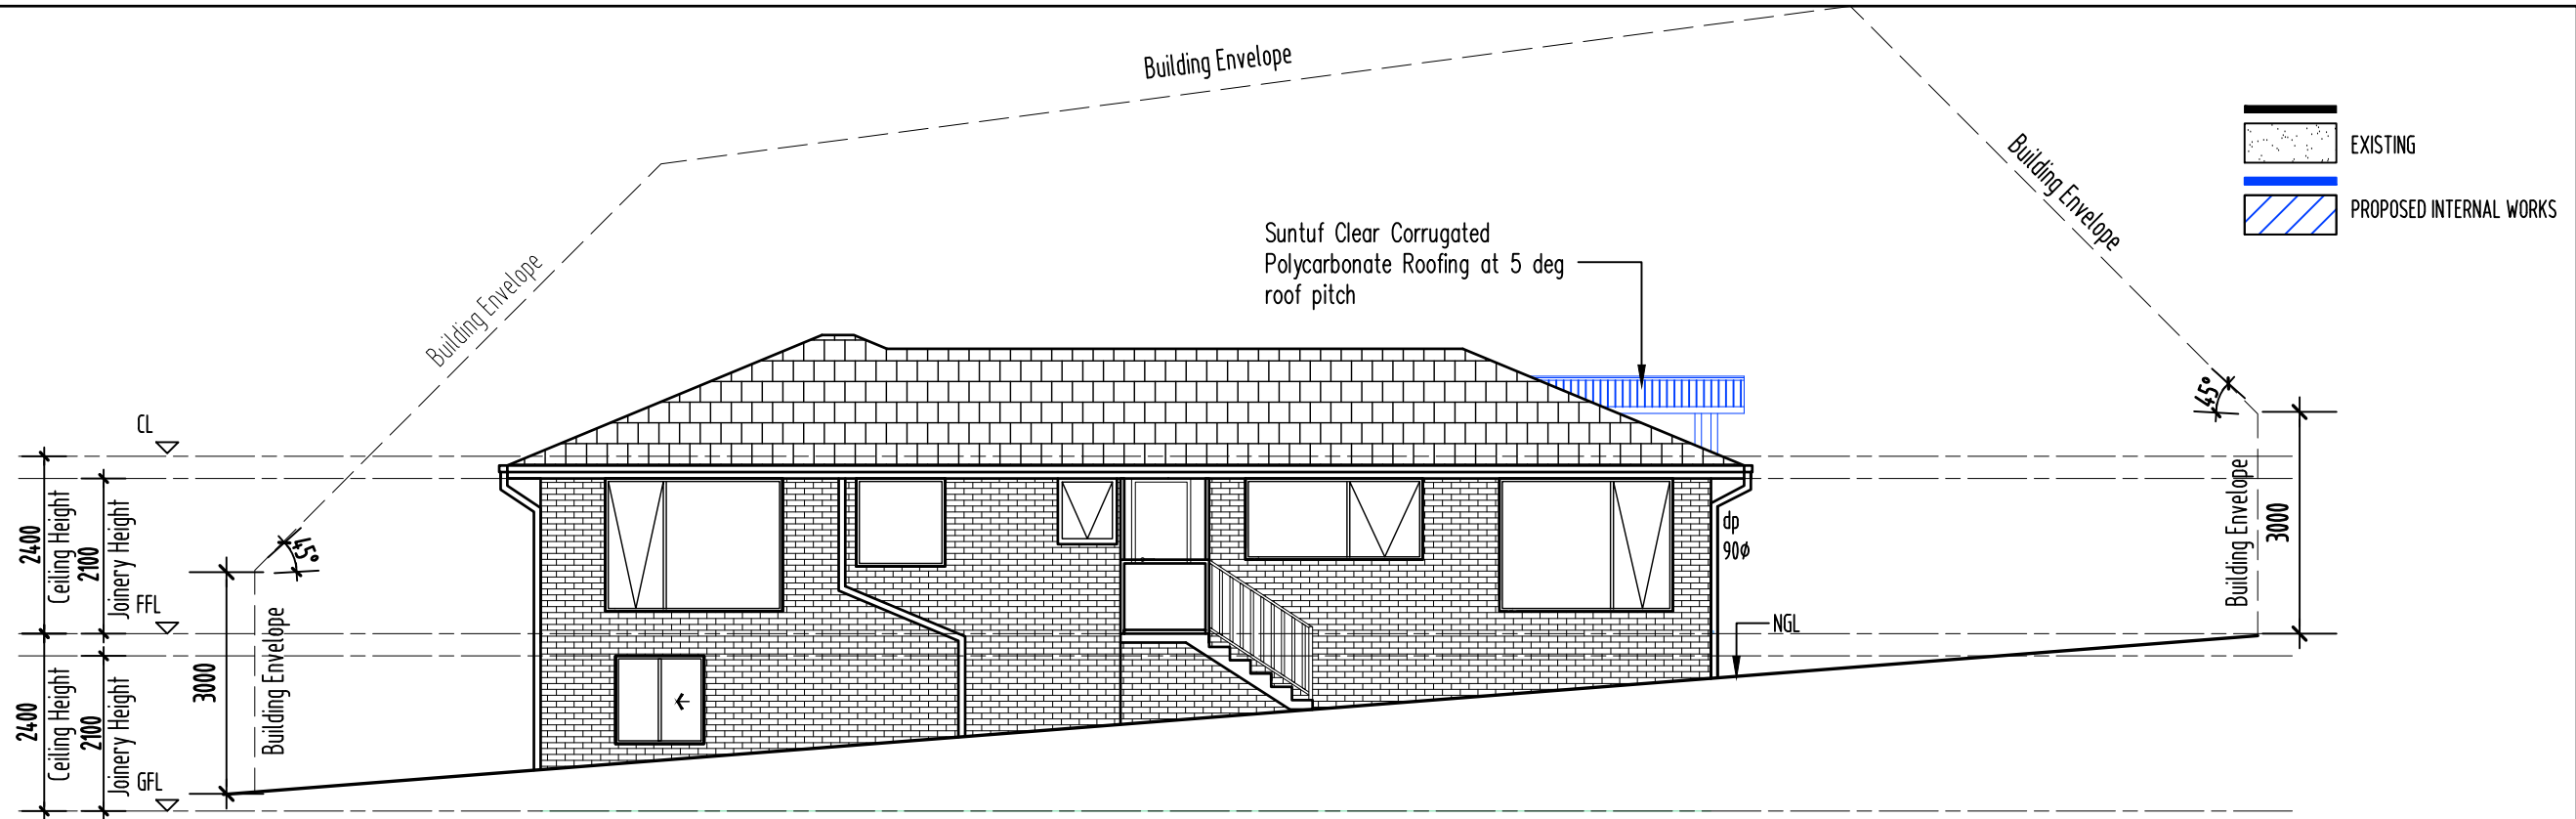 Building Envelope
EXISTING
PROPOSED INTERNAL WORKS
Building Envelope
Suntuf Clear Corrugated
Polycarbonate Roofing at 5 deg
roof pitch
Building Envelope
45°
CL
2400
Ceiling Height
2100
Joinery Height
45°
dp
90ϕ
Building Envelope
3000
FFL
NGL
3000
Building Envelope
2400
Ceiling Height
2100
Joinery Height
GFL